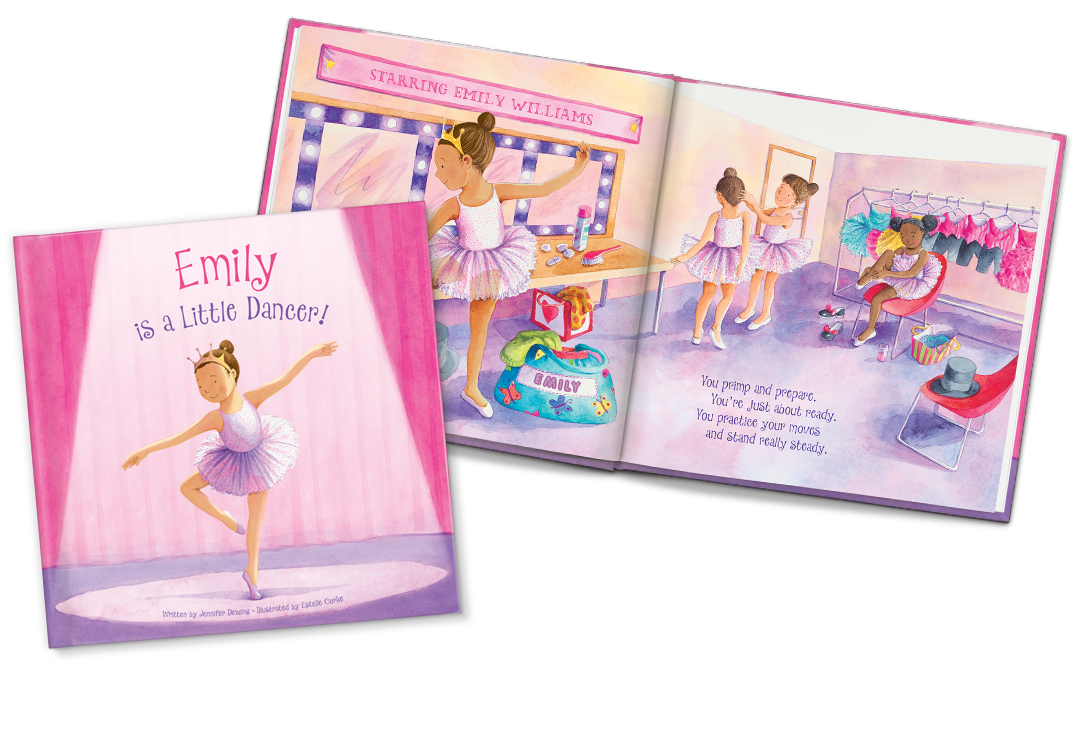 Emily
is a Little Dancer!
Written by Jennifer Dewing • Illustrated by Estelle Corke
STARRING EMILY WILLIAMS
EMILY
You primp and prepare.
You're just about ready.
You practice your moves
and stand really steady.